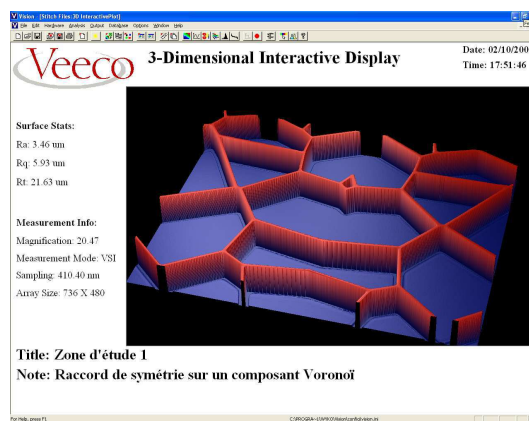 Vision - [Stitch Files: 3D InteractivePlot]
File Edit Hardware Analysis Output Database Options Window Help
Veeco
3-Dimensional Interactive Display
Date: 02/10/200
Time: 17:51:46
Surface Stats:
Ra: 3.46 um
Rq: 5.93 um
Rt: 21.63 um
Measurement Info:
Magnification: 20.47
Measurement Mode: VSI
Sampling: 410.40 nm
Array Size: 736 X 480
Title: Zone d'étude 1
Note: Raccord de symétrie sur un composant Voronoï
For Help, press F1